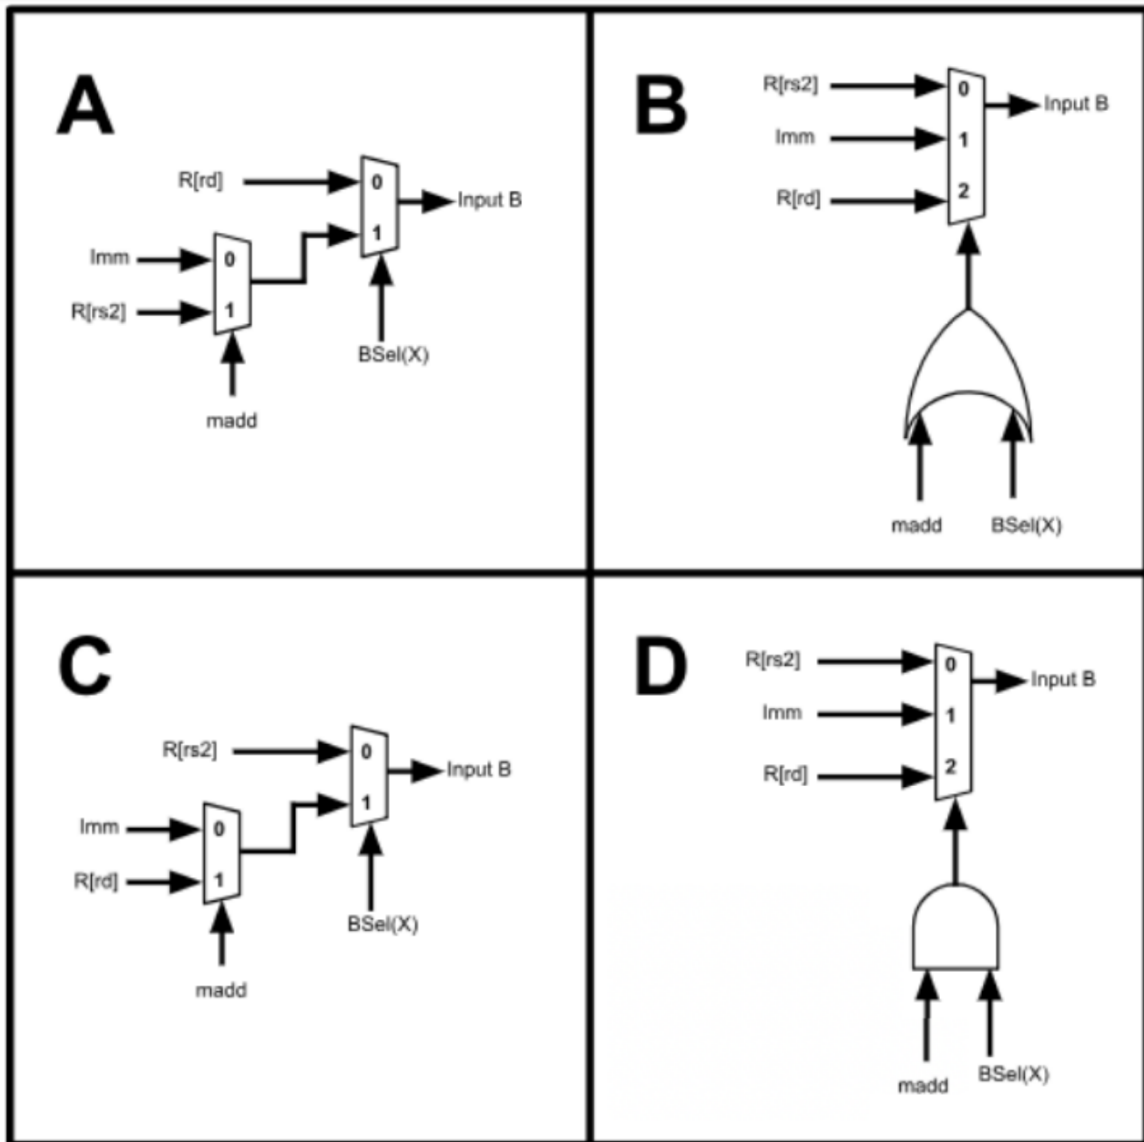 A
R[rd]
0
Input B
1
Imm
0
R[rs2]
1
BSel(X)
madd
B
R[rs2]
0
Input B
Imm
1
R[rd]
2
madd
BSel(X)
C
R[rs2]
0
Input B
1
Imm
0
R[rd]
1
BSel(X)
madd
D
R[rs2]
0
Input B
Imm
1
R[rd]
2
madd
BSel(X)